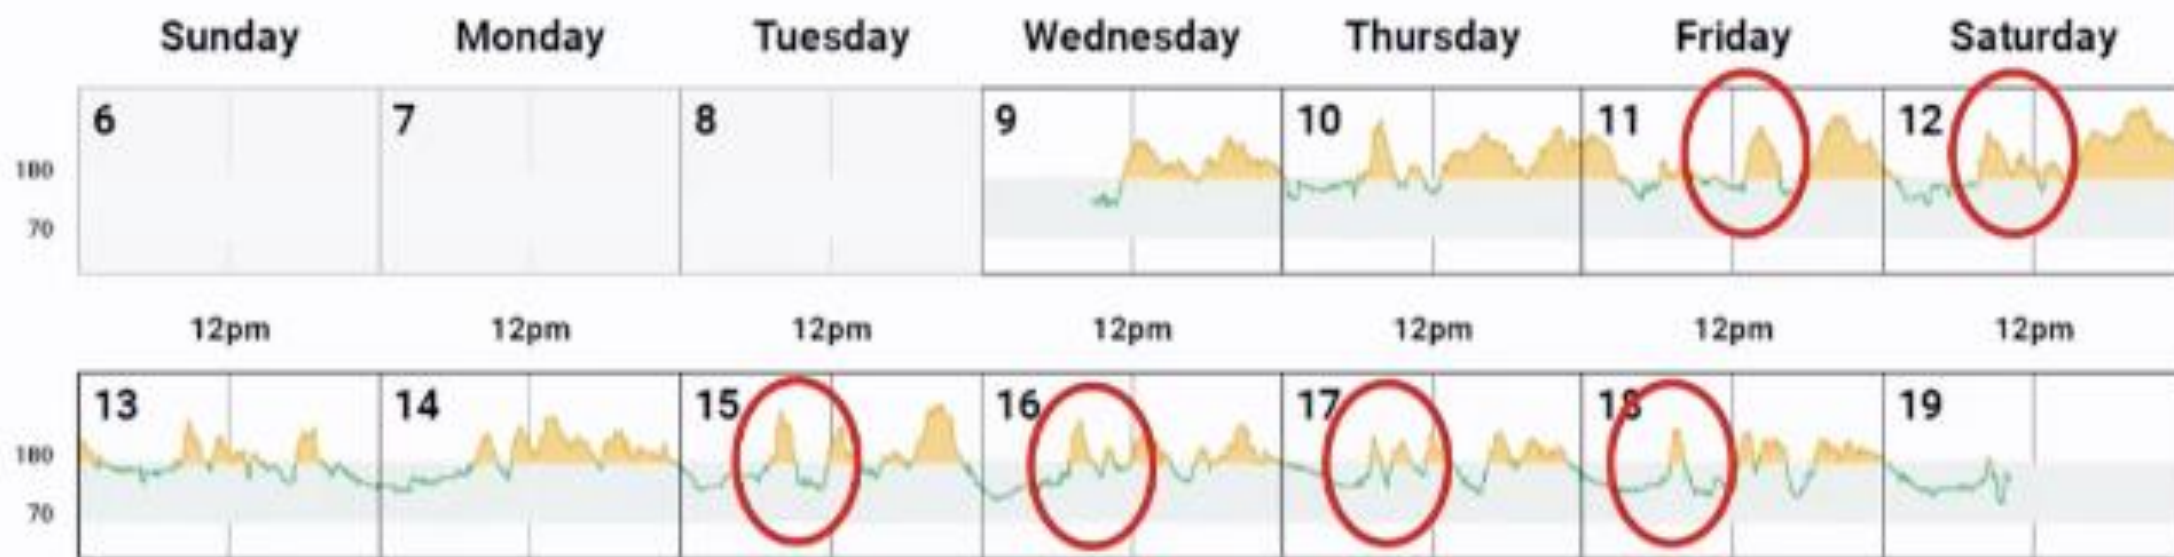 Sunday Monday Tuesday Wednesday Thursday Friday Saturday
6 7 8 9 10 11 12
180
70
12pm 12pm 12pm 12pm 12pm 12pm 12pm
13 14 15 16 17 18 19
180
70